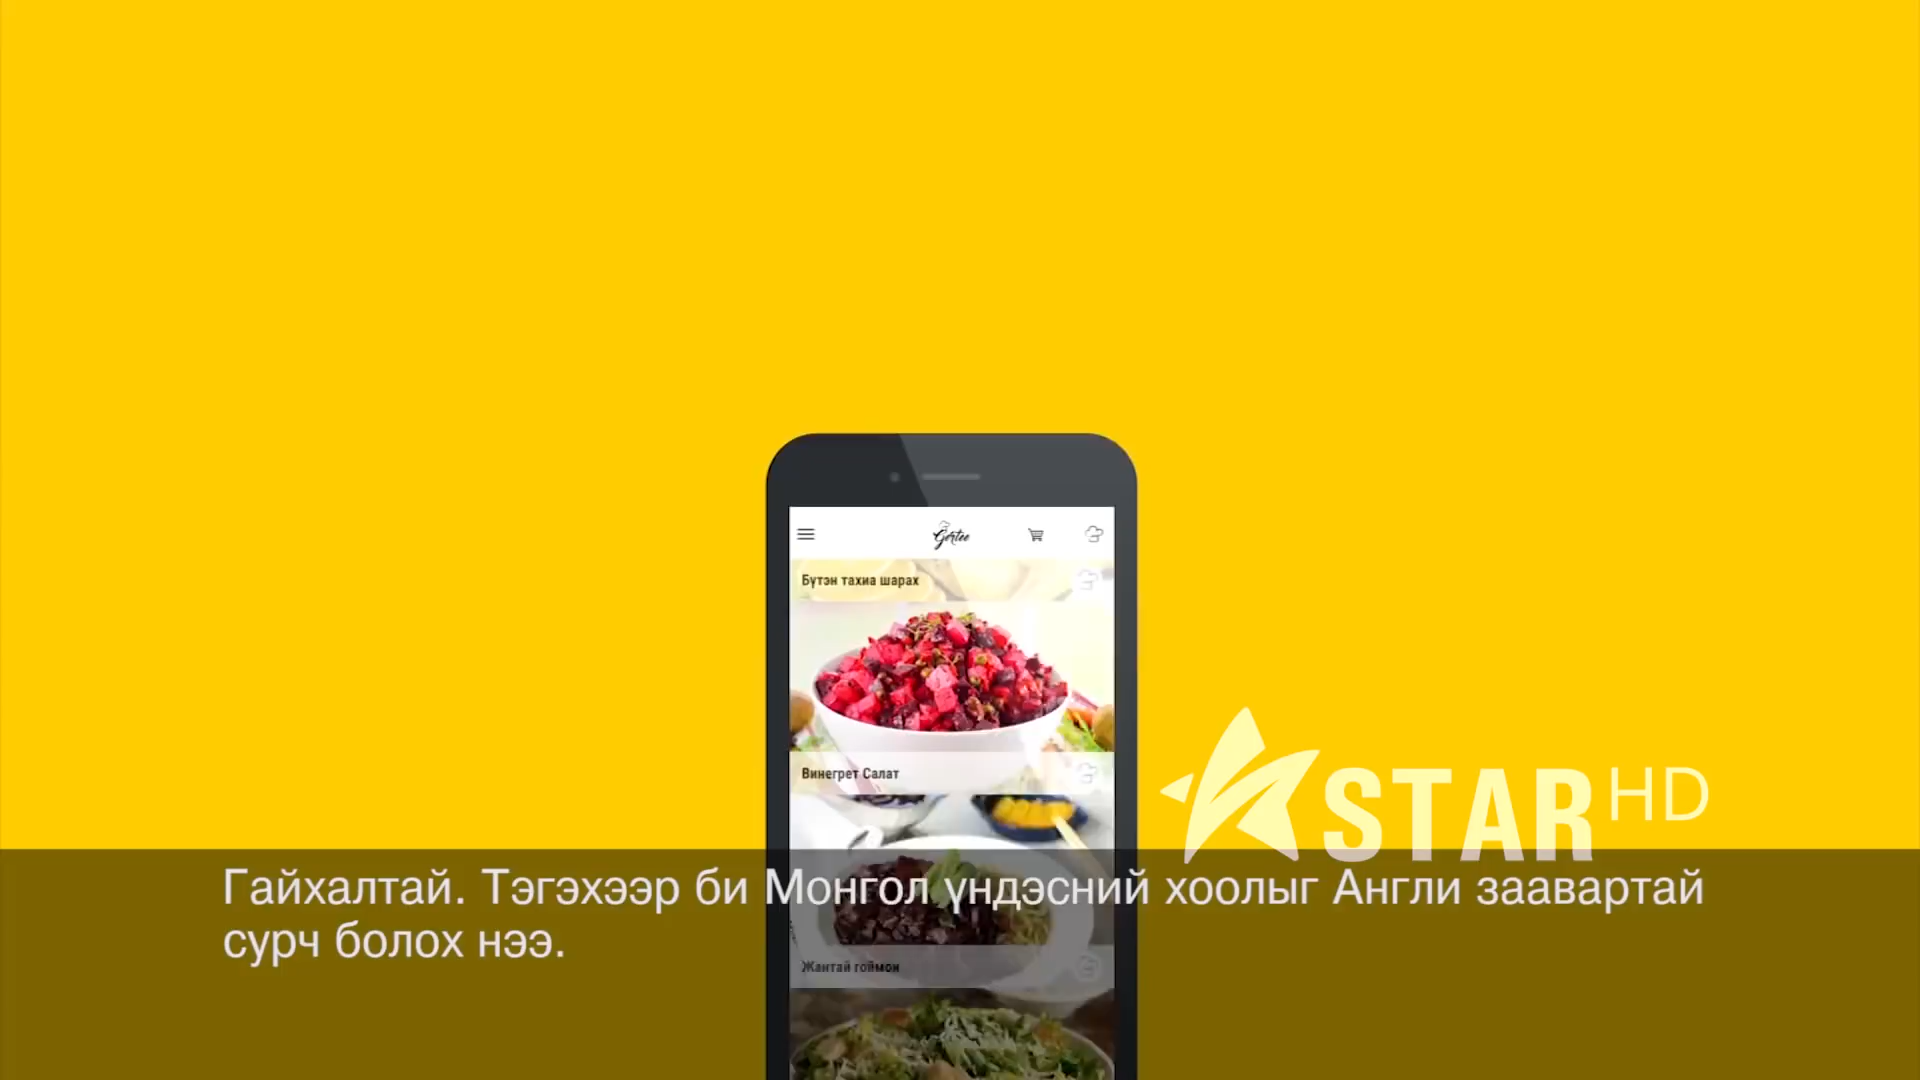 Gertee
Бүтэн тахиа шарах
Винегрет Салат
STAR HD
Гайхалтай. Тэгэхээр би Монгол үндэсний хоолыг Англи заавартай
сурч болох нээ.
Жантай гоймон